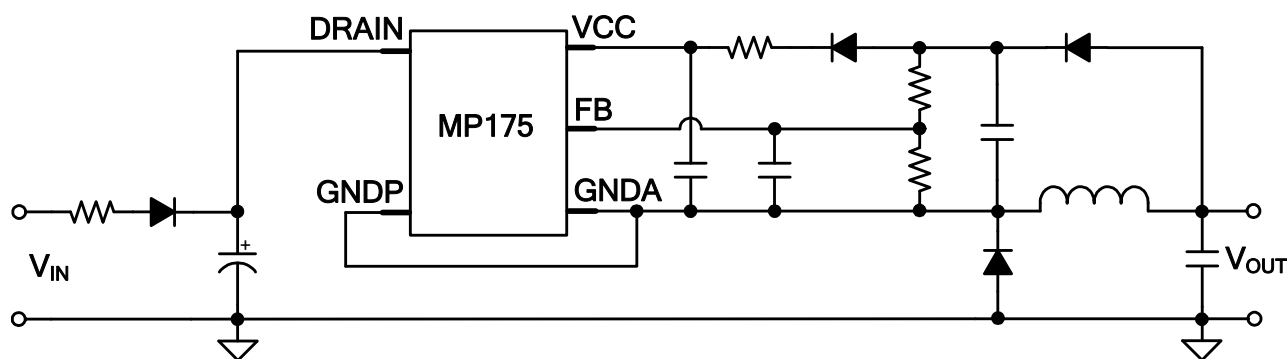 DRAIN
VCC
MP175
FB
GNDP
GNDA
+
VIN
VOUT